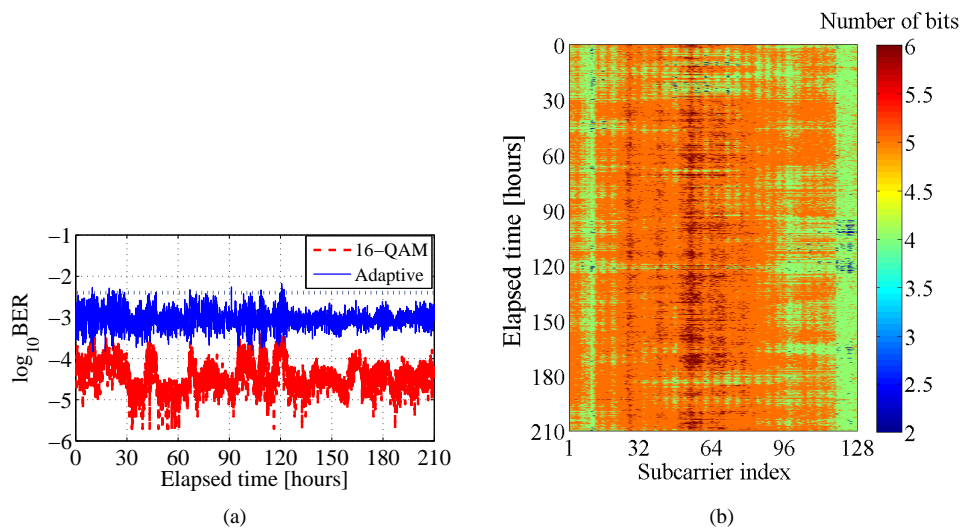 −1
−2
−3
−4
−5
−6
log10BER
16−QAM
Adaptive
0 30 60 90 120 150 180 210
Elapsed time [hours]
(a)
Number of bits
0
30
60
90
120
150
180
210
Elapsed time [hours]
1 32 64 96 128
Subcarrier index
6
5.5
5
4.5
4
3.5
3
2.5
2
(b)